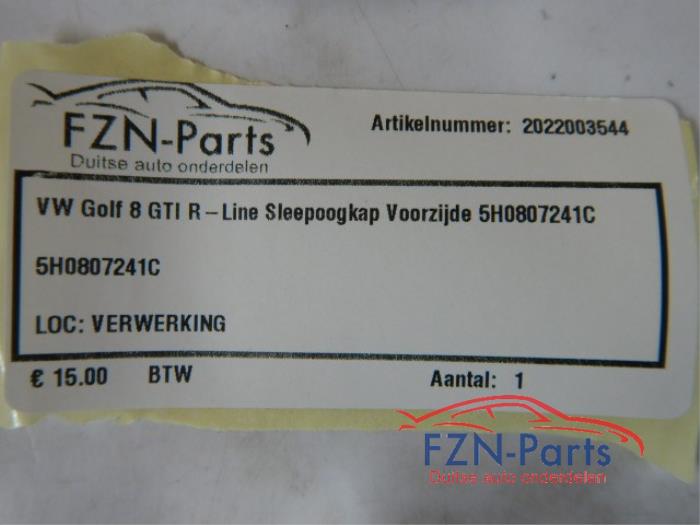 FZN-Parts
Duitse auto onderdelen
Artikelnummer: 2022003544
VW Golf 8 GTI R-Line Sleepoogkap Voorzijde 5H0807241C
5H0807241C
LOC: VERWERKING
€ 15.00 BTW Aantal: 1
FZN-Parts
Duitse auto onderdelen